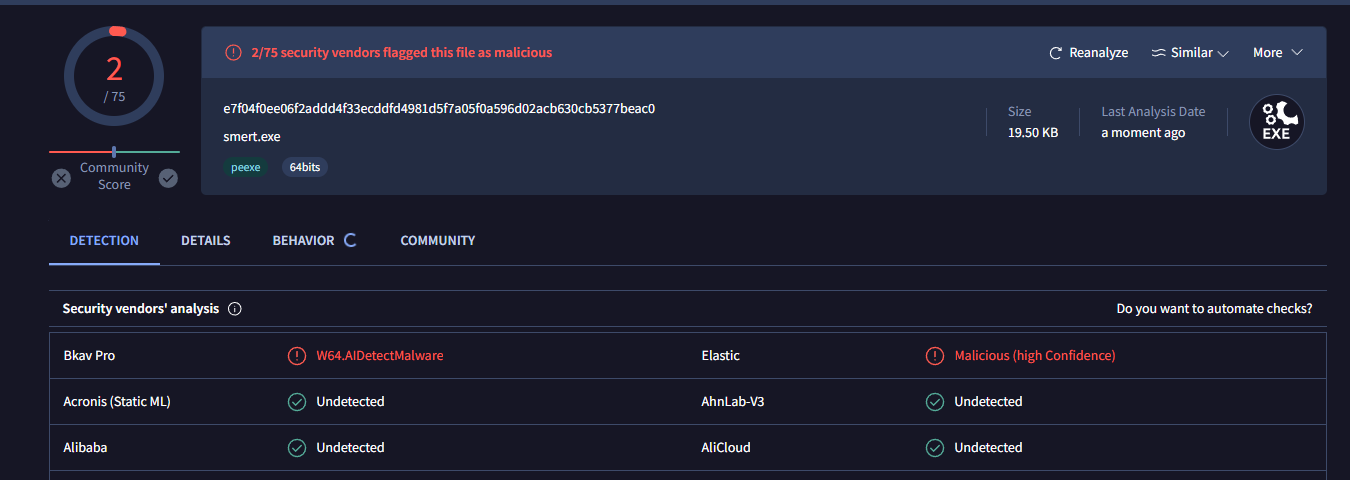 2
/ 75
Community
Score
2/75 security vendors flagged this file as malicious
Reanalyze
Similar
More
e7f04f0ee06f2addd4f33ecddfd4981d5f7a05f0a596d02acb630cb5377beac0
smert.exe
peexe
64bits
Size
19.50 KB
Last Analysis Date
a moment ago
EXE
DETECTION
DETAILS
BEHAVIOR
COMMUNITY
Security vendors' analysis
Do you want to automate checks?
Bkav Pro
W64.AIDetectMalware
Elastic
Malicious (high Confidence)
Acronis (Static ML)
Undetected
AhnLab-V3
Undetected
Alibaba
Undetected
AliCloud
Undetected